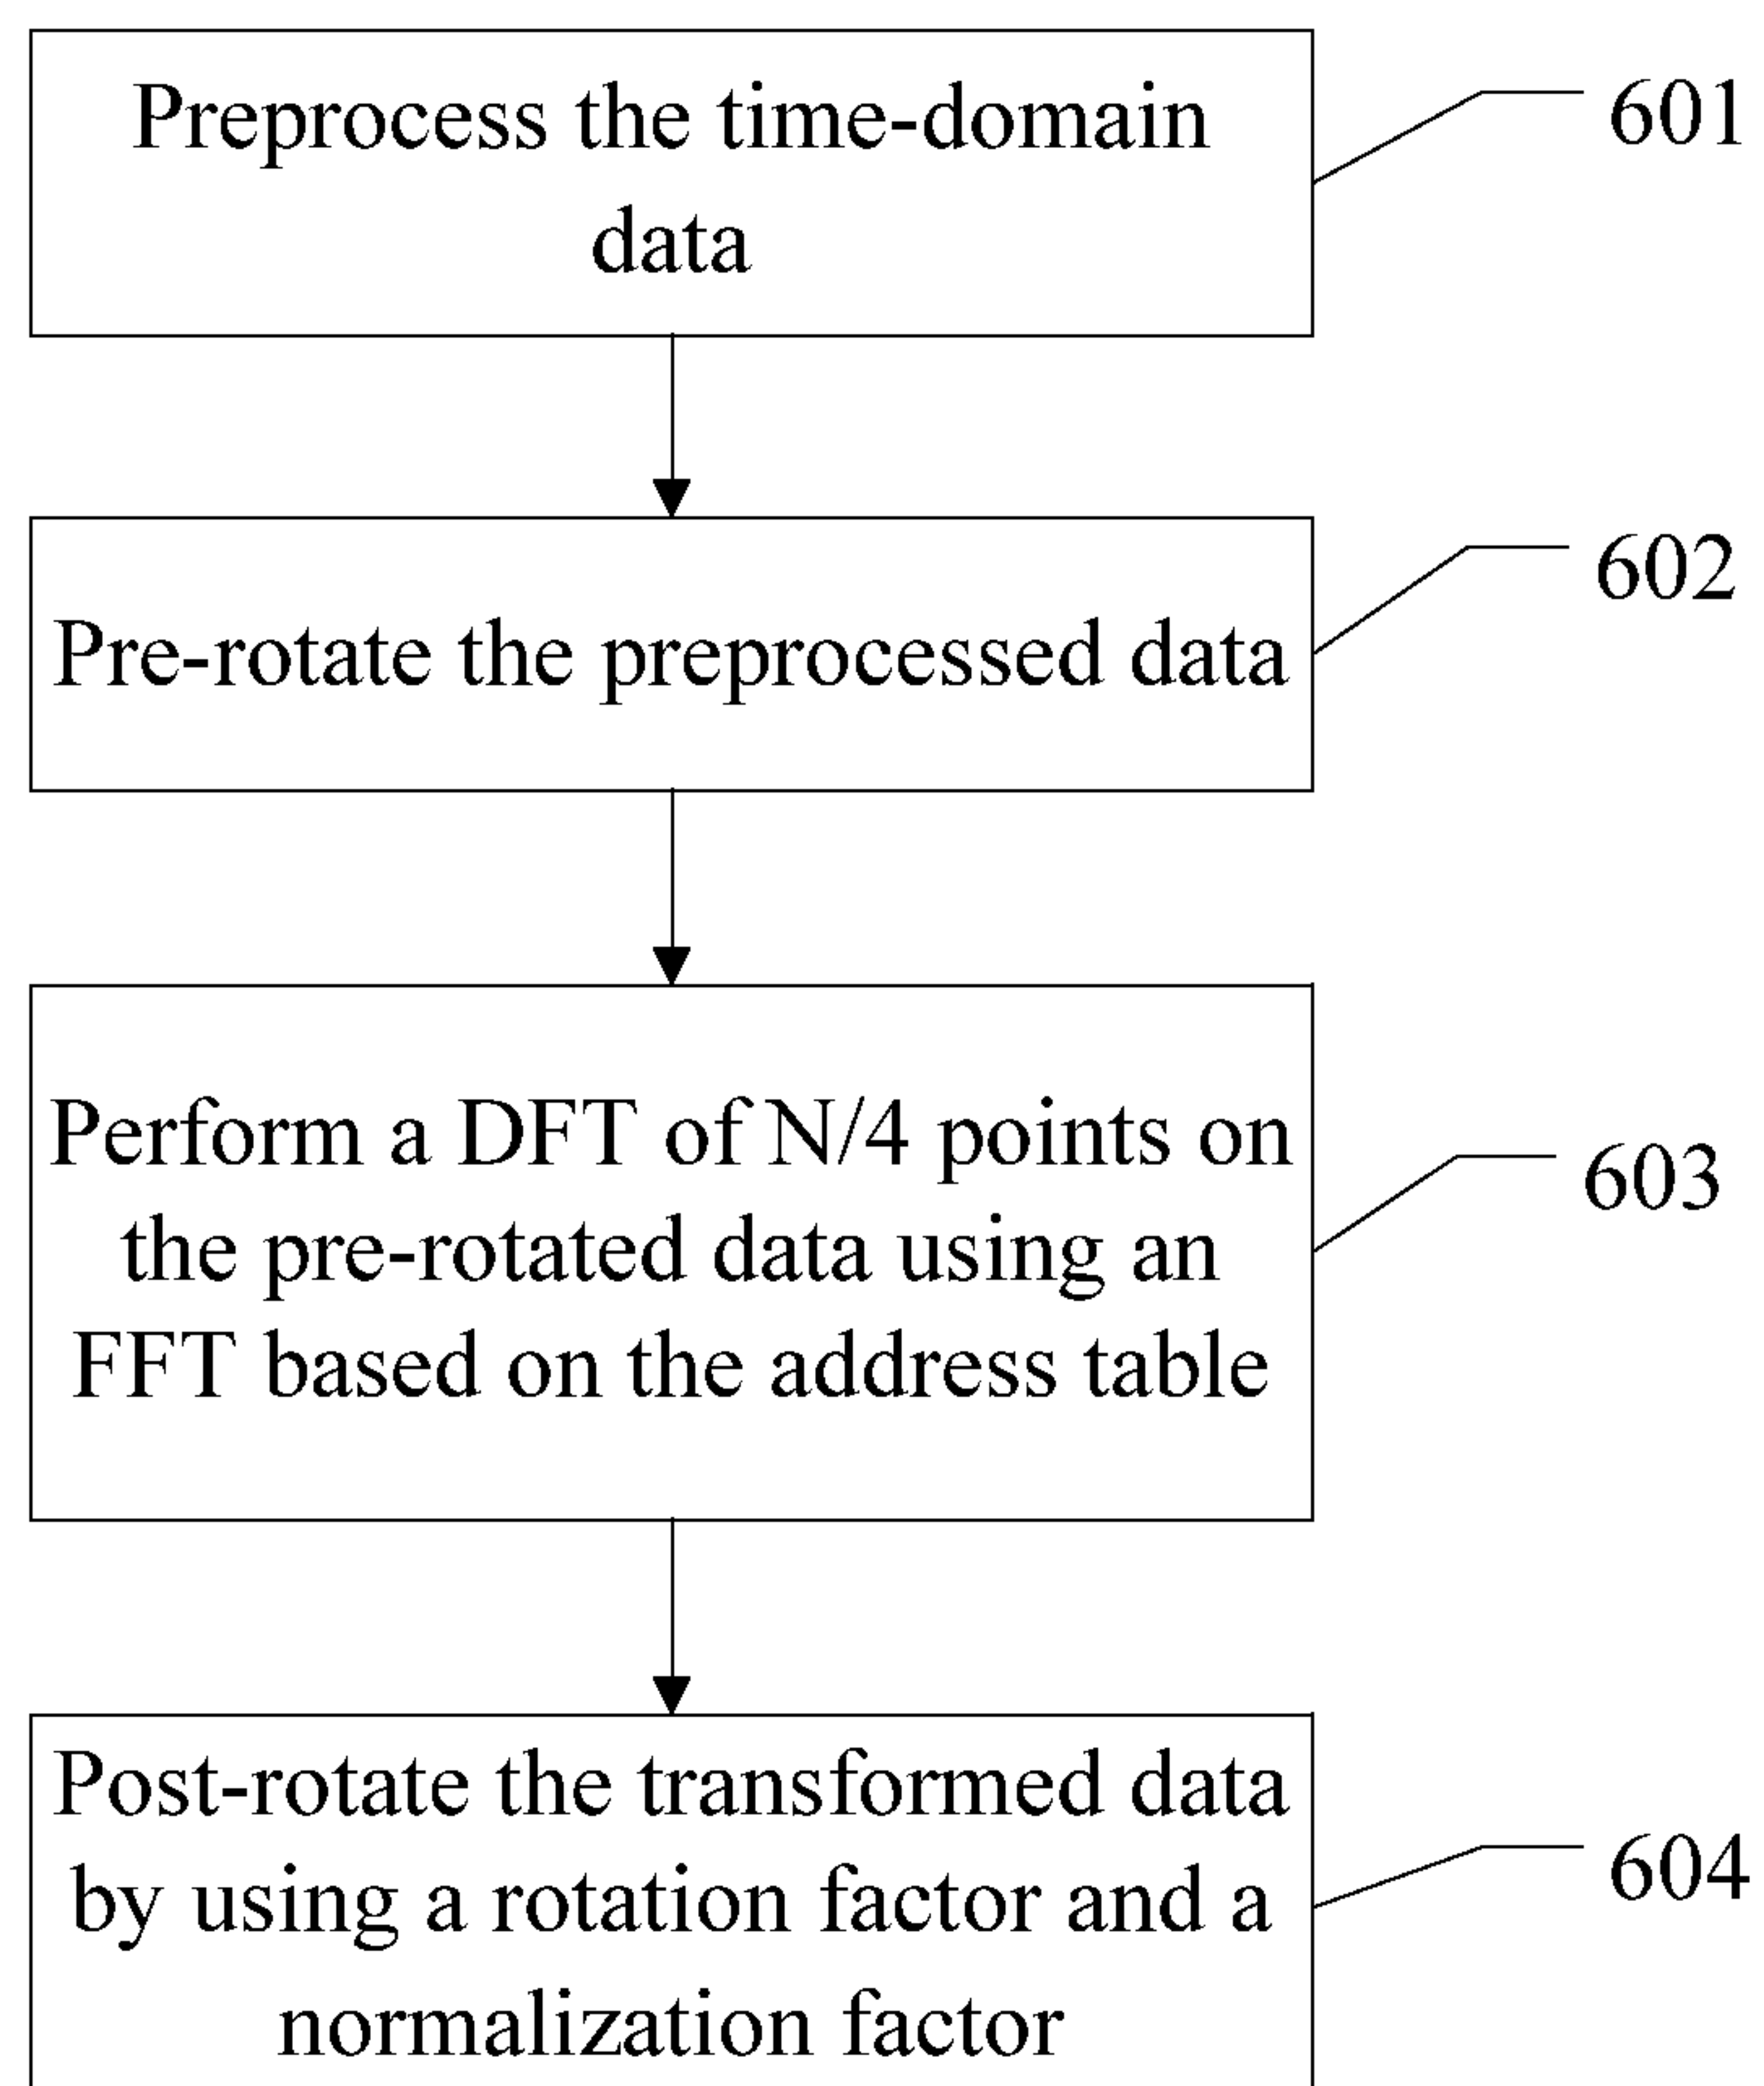 Preprocess the time-domain
data
601
Pre-rotate the preprocessed data
602
Perform a DFT of N/4 points on
the pre-rotated data using an
FFT based on the address table
603
Post-rotate the transformed data
by using a rotation factor and a
normalization factor
604